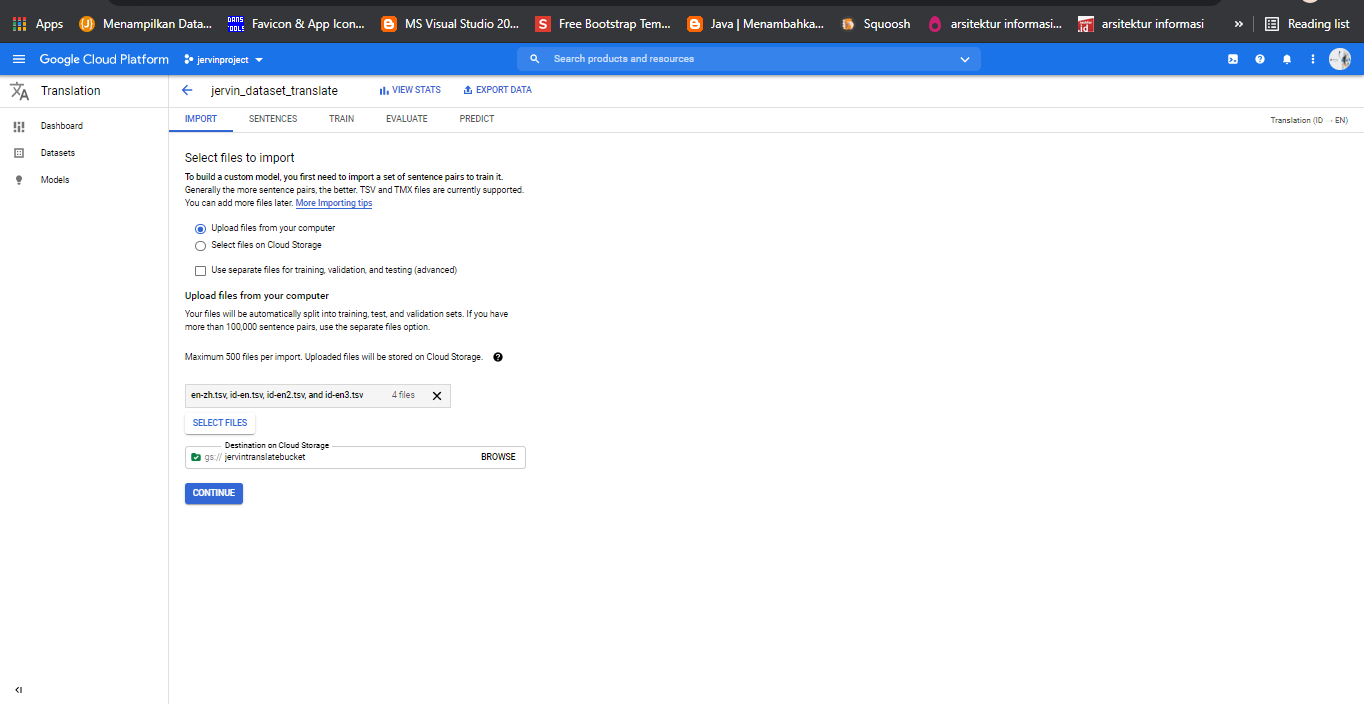 Apps Menampilkan Data... DANS TOOLS Favicon & App Icon... MS Visual Studio 20... S Free Bootstrap Tem... Java | Menambahka... Squoosh arsitektur informasi... .id arsitektur informasi » Reading list
Google Cloud Platform jervinproject Search products and resources
Translation jervin_dataset_translate VIEW STATS EXPORT DATA
IMPORT SENTENCES TRAIN EVALUATE PREDICT Translation (ID → EN)
Dashboard
Datasets
Models
Select files to import
To build a custom model, you first need to import a set of sentence pairs to train it.
Generally the more sentence pairs, the better. TSV and TMX files are currently supported.
You can add more files later. More Importing tips
Upload files from your computer
Select files on Cloud Storage
Use separate files for training, validation, and testing (advanced)
Upload files from your computer
Your files will be automatically split into training, test, and validation sets. If you have
more than 100,000 sentence pairs, use the separate files option.
Maximum 500 files per import. Uploaded files will be stored on Cloud Storage. ?
en-zh.tsv, id-en.tsv, id-en2.tsv, and id-en3.tsv 4 files
SELECT FILES
Destination on Cloud Storage
gs:// jervintranslatebucket BROWSE
CONTINUE